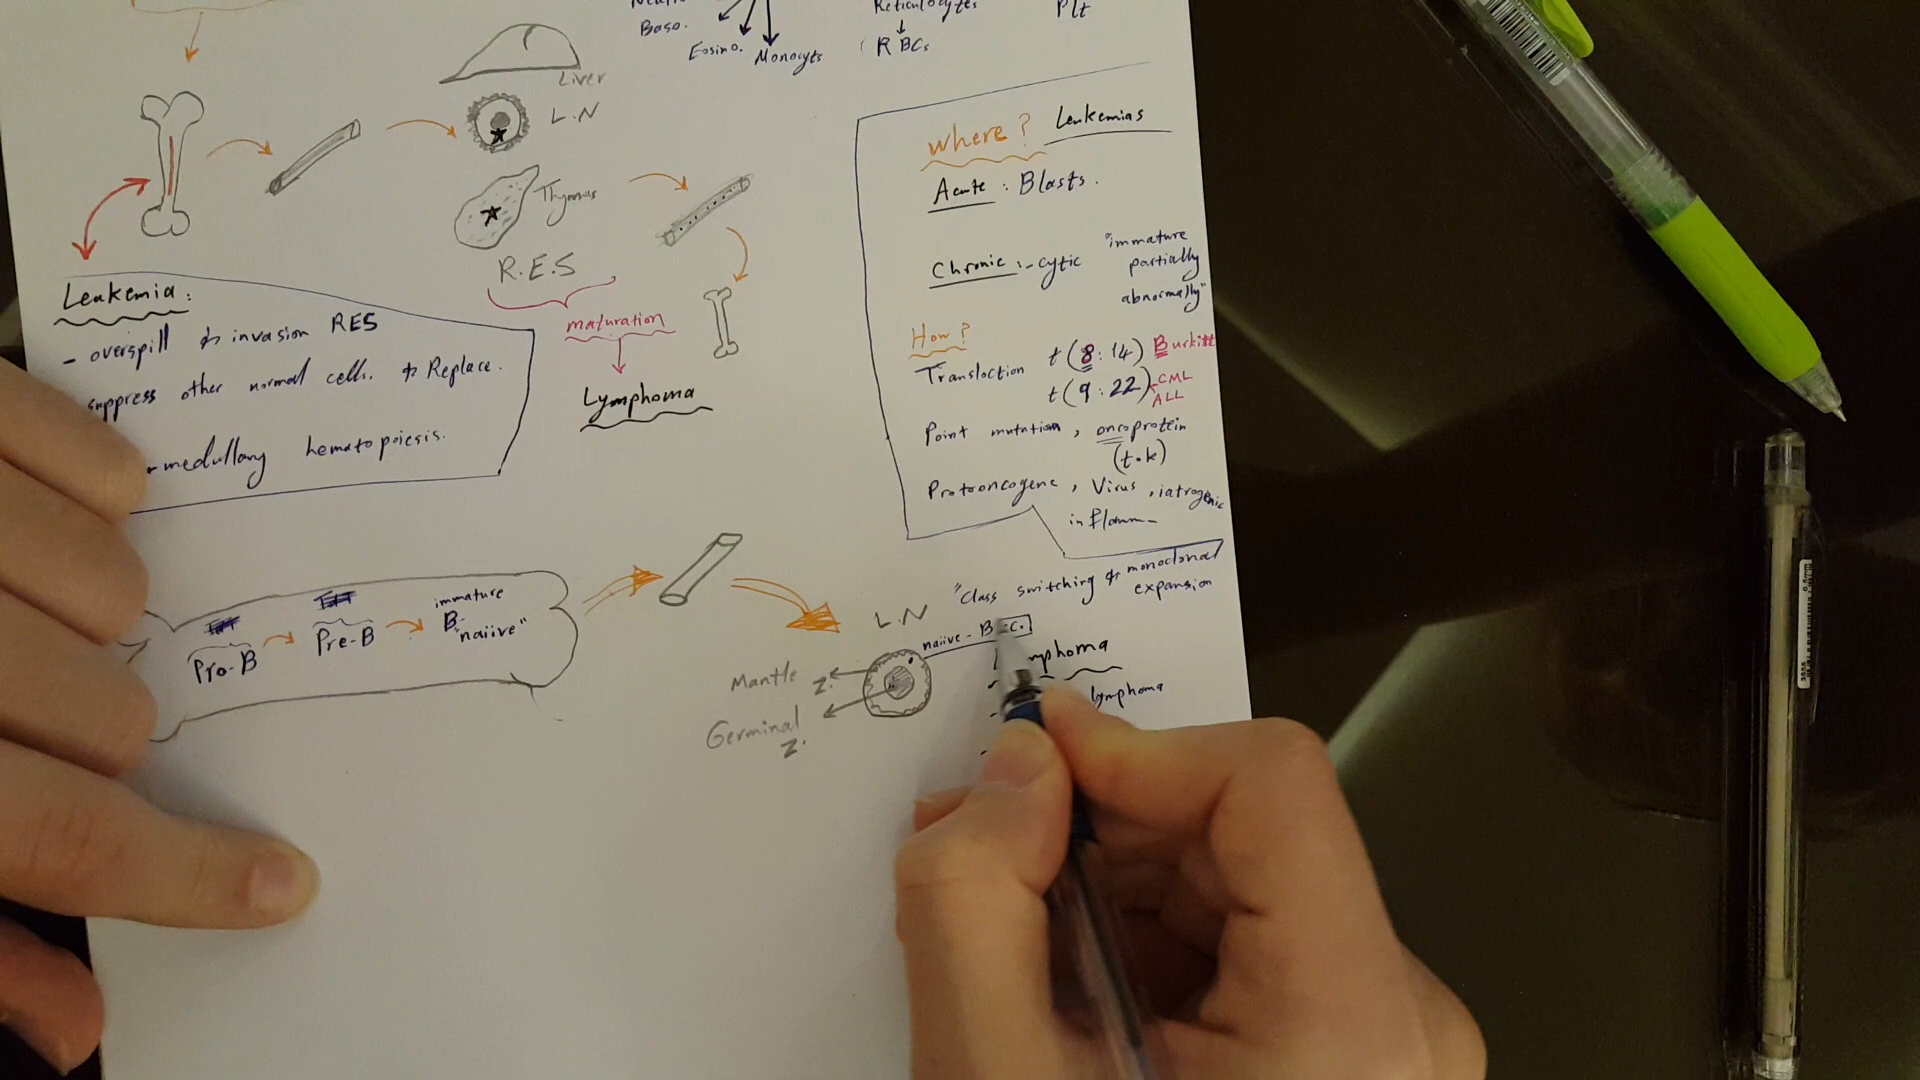 Baso.
Eosino.
Monocyts
Reticulocytes
RBCs
Plt
Liver
L.N
Thymus
R.E.S
maturation
Lymphoma
Leukemia:
- overspill & invasion RES
suppress other normal cells. & Replace.
medullary hematopoiesis.
where? Leukemias
Acute : Blasts.
Chronic :- cytic "immature
partially
abnormally"
How?
Transloction t(8:14) Burkitt
t(9:22) CML
ALL
Point mutation, oncoprotein
(t.k)
Protooncogene, Virus, iatrogenic
inflamm-
"Class switching & monoclonal
expansion
Pro-B
Pre-B
immature
B-
"naiive"
L.N
naiive - B
Mantle
Z.
Germinal
Z.
lymphoma